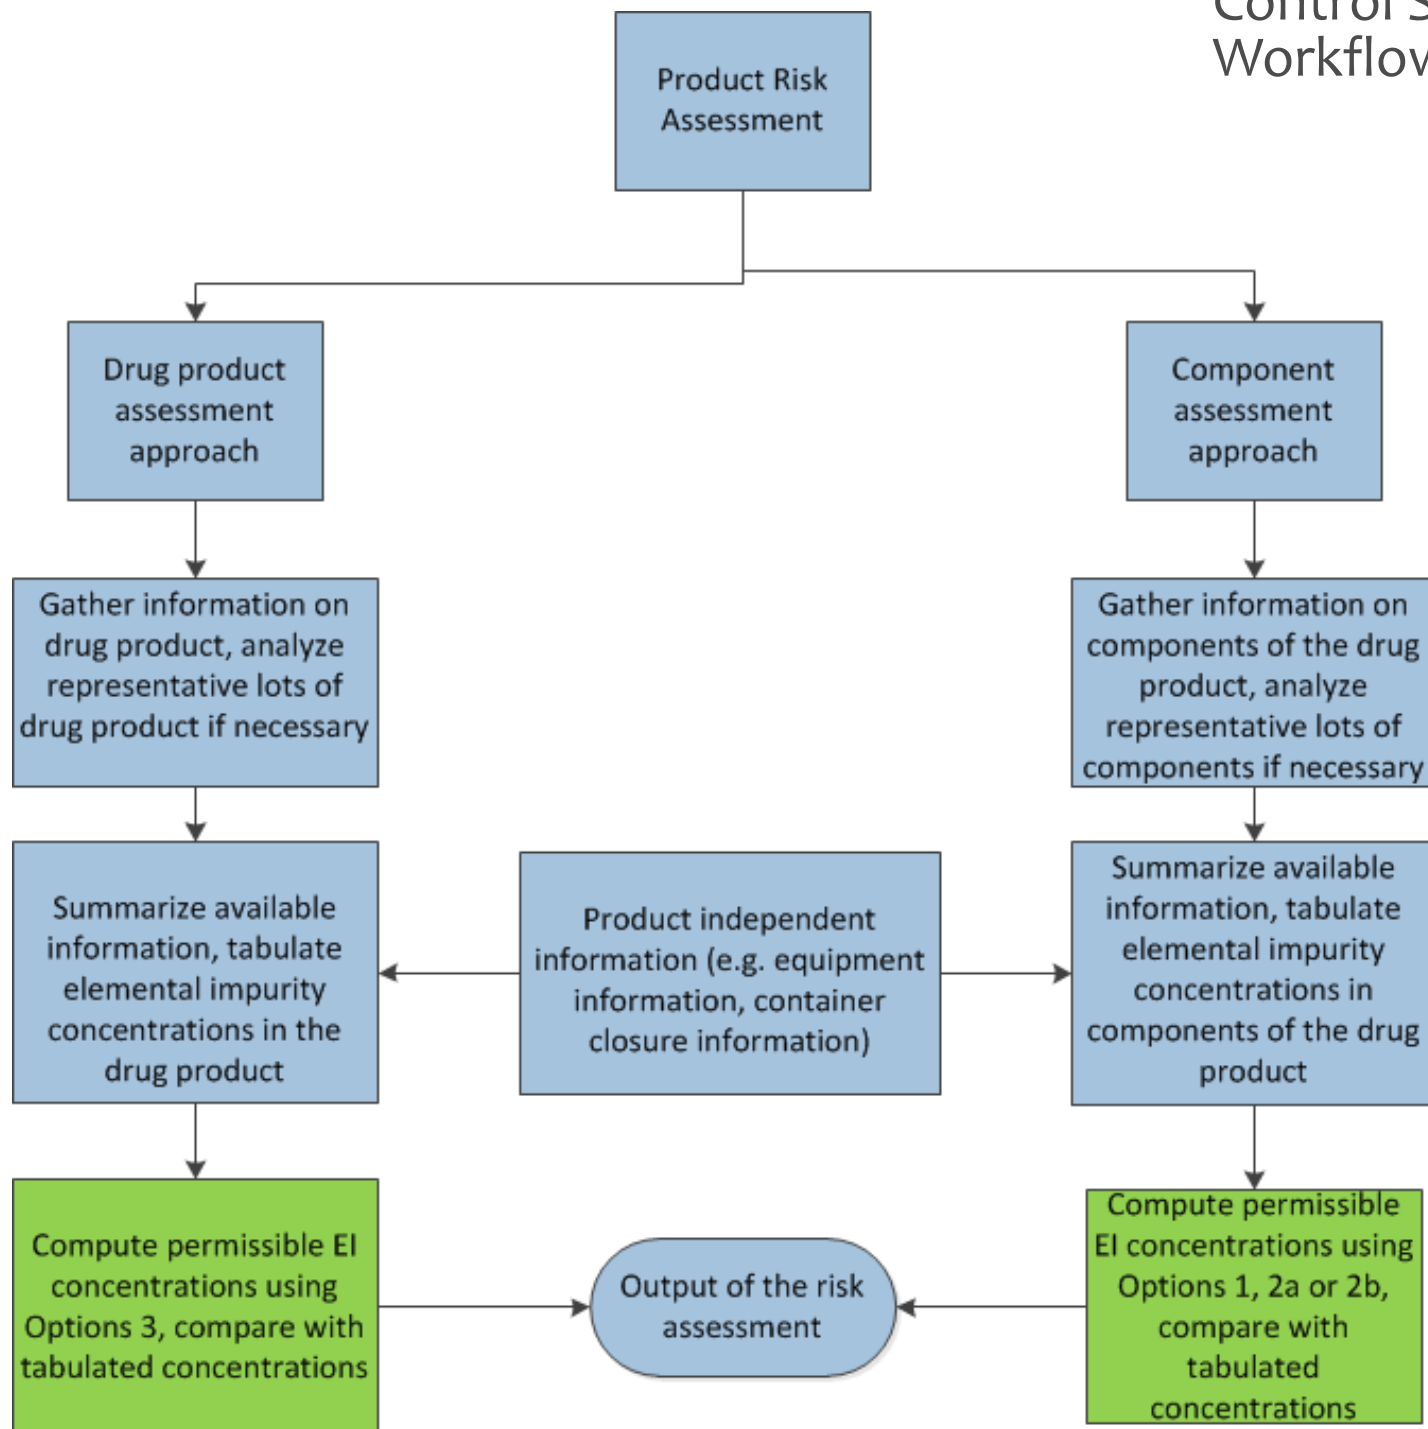 Control S
Workflow
Product Risk
Assessment
Drug product
assessment
approach
Component
assessment
approach
Gather information on
drug product, analyze
representative lots of
drug product if necessary
Gather information on
components of the drug
product, analyze
representative lots of
components if necessary
Summarize available
information, tabulate
elemental impurity
concentrations in the
drug product
Product independent
information (e.g. equipment
information, container
closure information)
Summarize available
information, tabulate
elemental impurity
concentrations in
components of the drug
product
Compute permissible EI
concentrations using
Options 3, compare with
tabulated concentrations
Output of the risk
assessment
Compute permissible
EI concentrations using
Options 1, 2a or 2b,
compare with
tabulated
concentrations